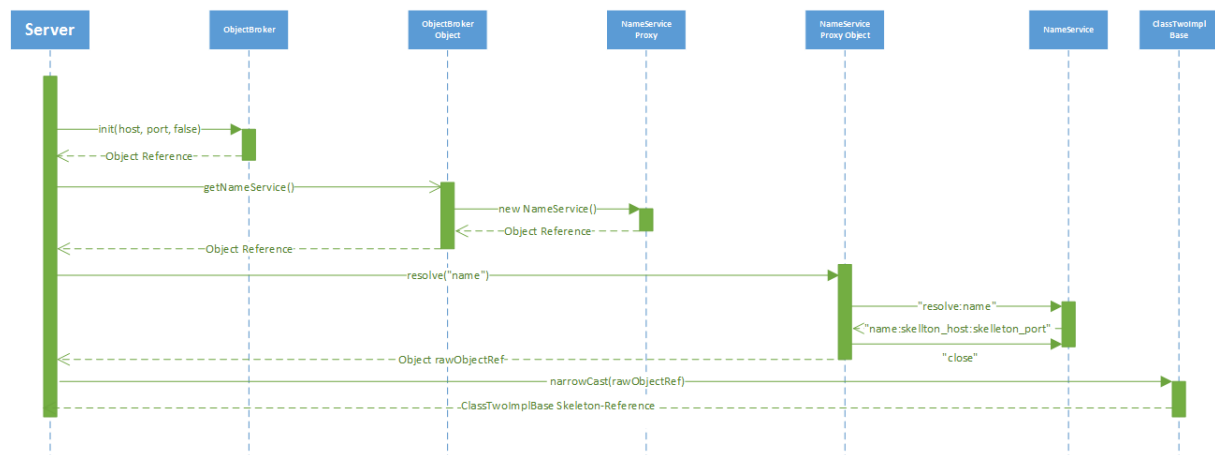 Server
ObjectBroker
ObjectBroker
Object
NameService
Proxy
NameService
Proxy Object
NameService
ClassTwoImpl
Base
init(host, port, false)
Object Reference
getNameService()
new NameService()
Object Reference
Object Reference
resolve("name")
"resolve:name"
"name:skellton_host:skelleton_port"
"close"
Object rawObjectRef
narrowCast(rawObjectRef)
ClassTwoImplBase Skeleton-Reference